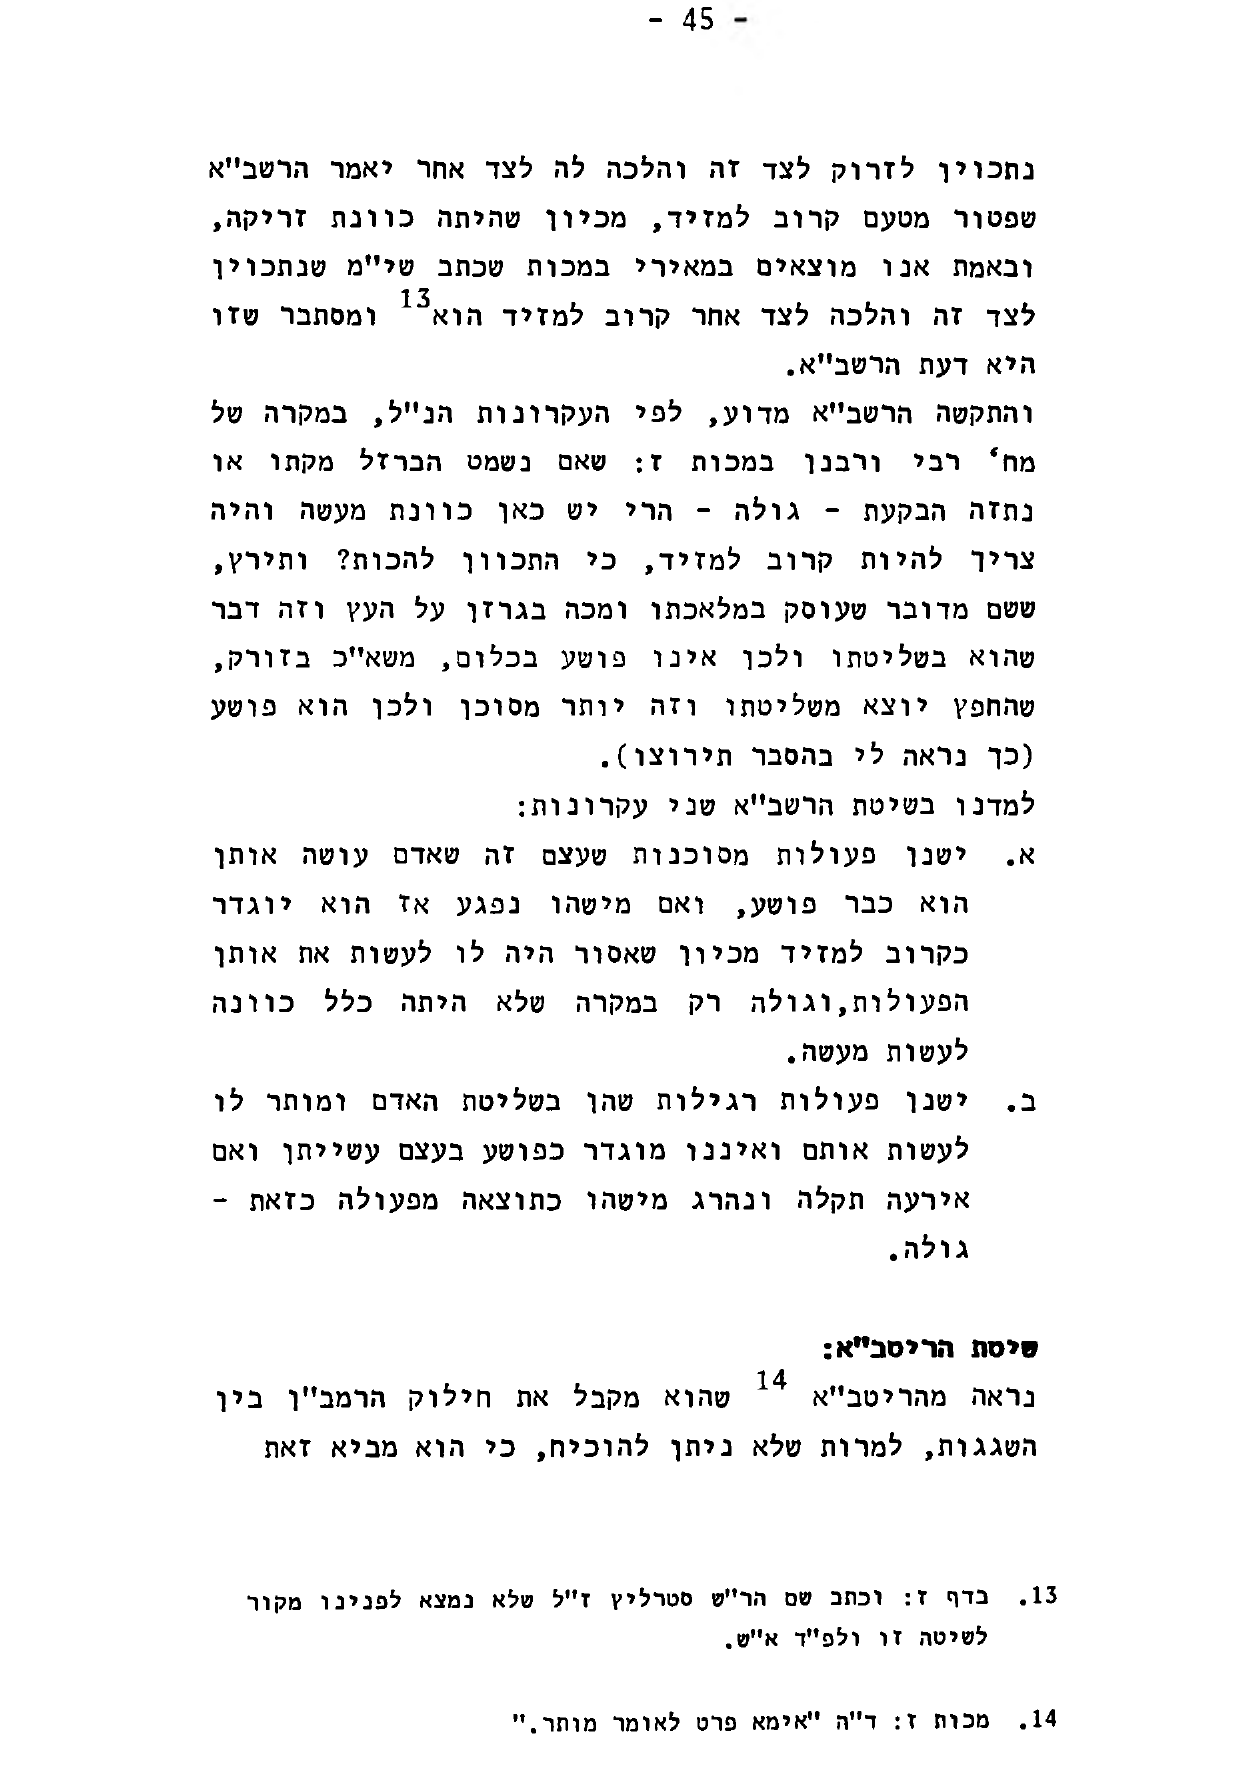 - 45 -
נתכוין לזרוק לצד זה והלכה לה לצד אחר יאמר הרשב"א
שפטור מטעם קרוב למזיד, מכיון שהיתה כוונת זריקה,
ובאמת אנו מוצאים במאירי במכות שכתב שי"מ שנתכוין
לצד זה והלכה לצד אחר קרוב למזיד הוא13 ומסתבר שזו
היא דעת הרשב"א.
והתקשה הרשב"א מדוע, לפי העקרונות הנ"ל, במקרה של
מח' רבי ורבנן במכות ז: שאם נשמט הברזל מקתו או
נתזה הבקעת - גולה - הרי יש כאן כוונת מעשה והיה
צריך להיות קרוב למזיד, כי התכוון להכות? ותירץ,
ששם מדובר שעוסק במלאכתו ומכה בגרזן על העץ וזה דבר
שהוא בשליטתו ולכן אינו פושע בכלום, משא"כ בזורק,
שהחפץ יוצא משליטתו וזה יותר מסוכן ולכן הוא פושע
(כך נראה לי בהסבר תירוצו).
למדנו בשיטת הרשב"א שני עקרונות:
א. ישנן פעולות מסוכנות שעצם זה שאדם עושה אותן
הוא כבר פושע, ואם מישהו נפגע אז הוא יוגדר
כקרוב למזיד מכיון שאסור היה לו לעשות את אותן
הפעולות,וגולה רק במקרה שלא היתה כלל כוונה
לעשות מעשה.
ב. ישנן פעולות רגילות שהן בשליטת האדם ומותר לו
לעשות אותם ואיננו מוגדר כפושע בעצם עשייתן ואם
אירעה תקלה ונהרג מישהו כתוצאה מפעולה כזאת -
גולה.
שיטת הריטב"א:
נראה מהריטב"א 14 שהוא מקבל את חילוק הרמב"ן בין
השגגות, למרות שלא ניתן להוכיח, כי הוא מביא זאת
13. בדף ז: וכתב שם הר"ש סטרליץ ז"ל שלא נמצא לפנינו מקור
לשיטה זו ולפ"ד א"ש.
14. מכות ז: ד"ה "אימא פרט לאומר מותר."